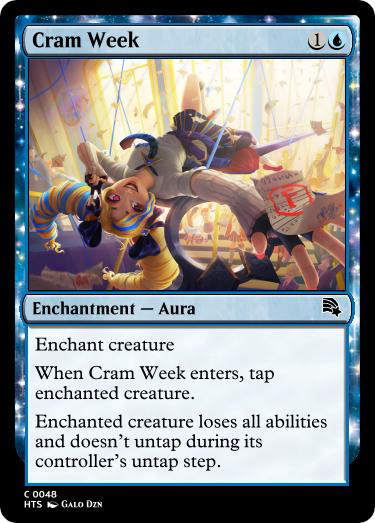 Cram Week
1
F
Enchantment — Aura
Enchant creature
When Cram Week enters, tap
enchanted creature.
Enchanted creature loses all abilities
and doesn't untap during its
controller's untap step.
C 0048
HTS Galo Dzn